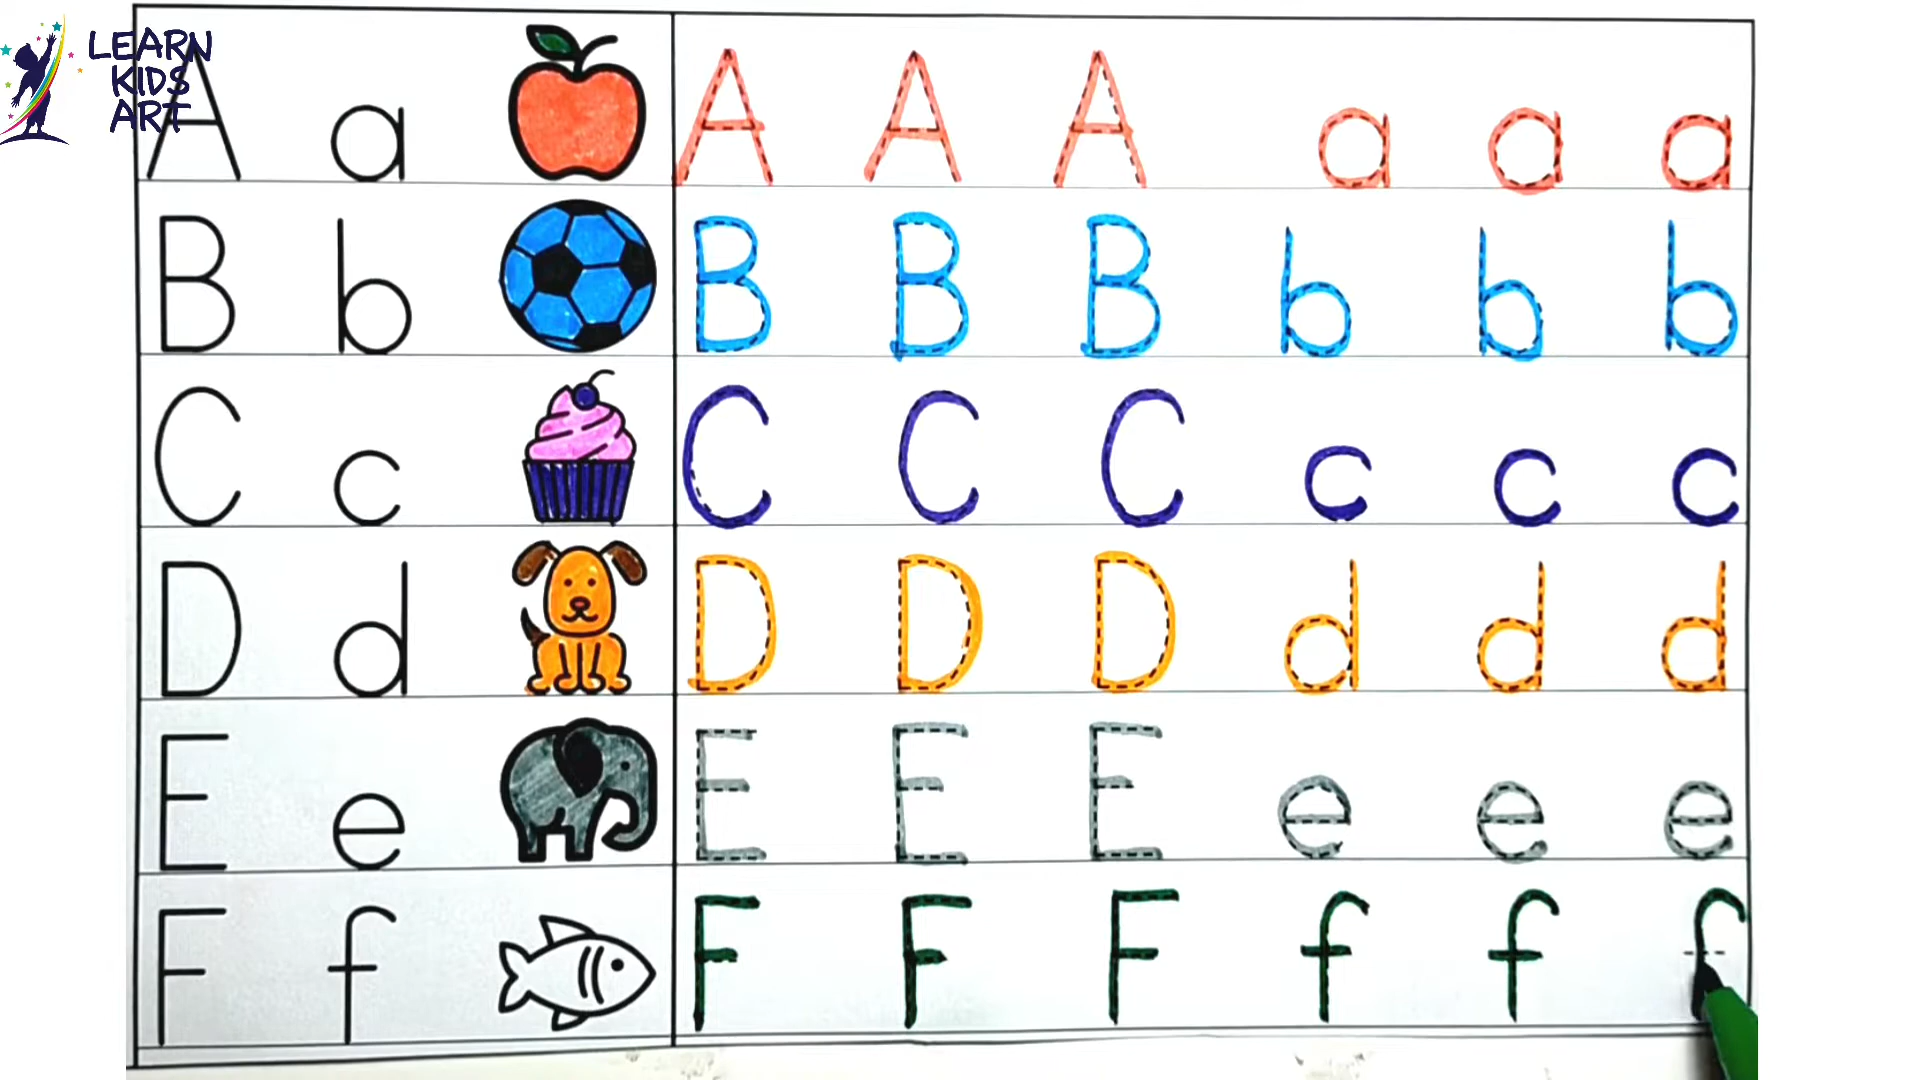 LEARN
KIDS
ART
A a A A A a a a
B b B B B b b b
C c C C C c c c
D d D D D d d d
E e E E E e e e
F f F F F f f f